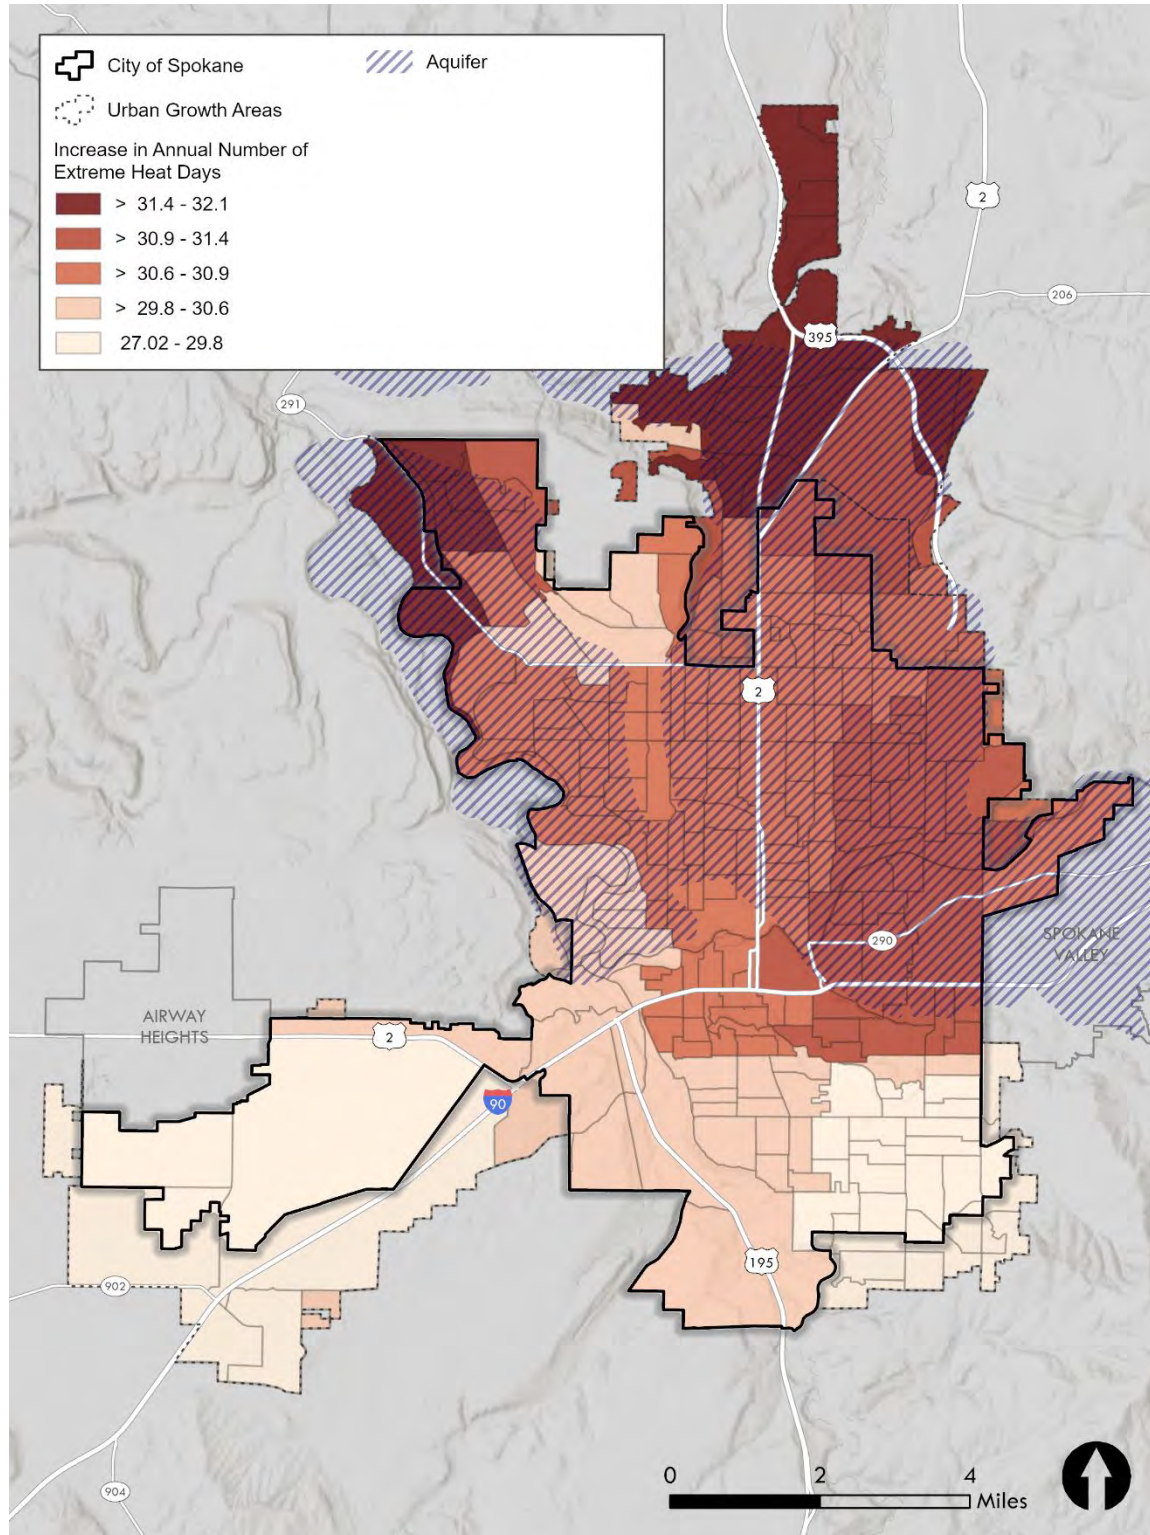 City of Spokane
Aquifer
Urban Growth Areas
Increase in Annual Number of
Extreme Heat Days
> 31.4 - 32.1
> 30.9 - 31.4
> 30.6 - 30.9
> 29.8 - 30.6
27.02 - 29.8
2
206
395
291
2
290
SPOKANE
VALLEY
AIRWAY
HEIGHTS
2
90
195
902
904
0 2 4
Miles